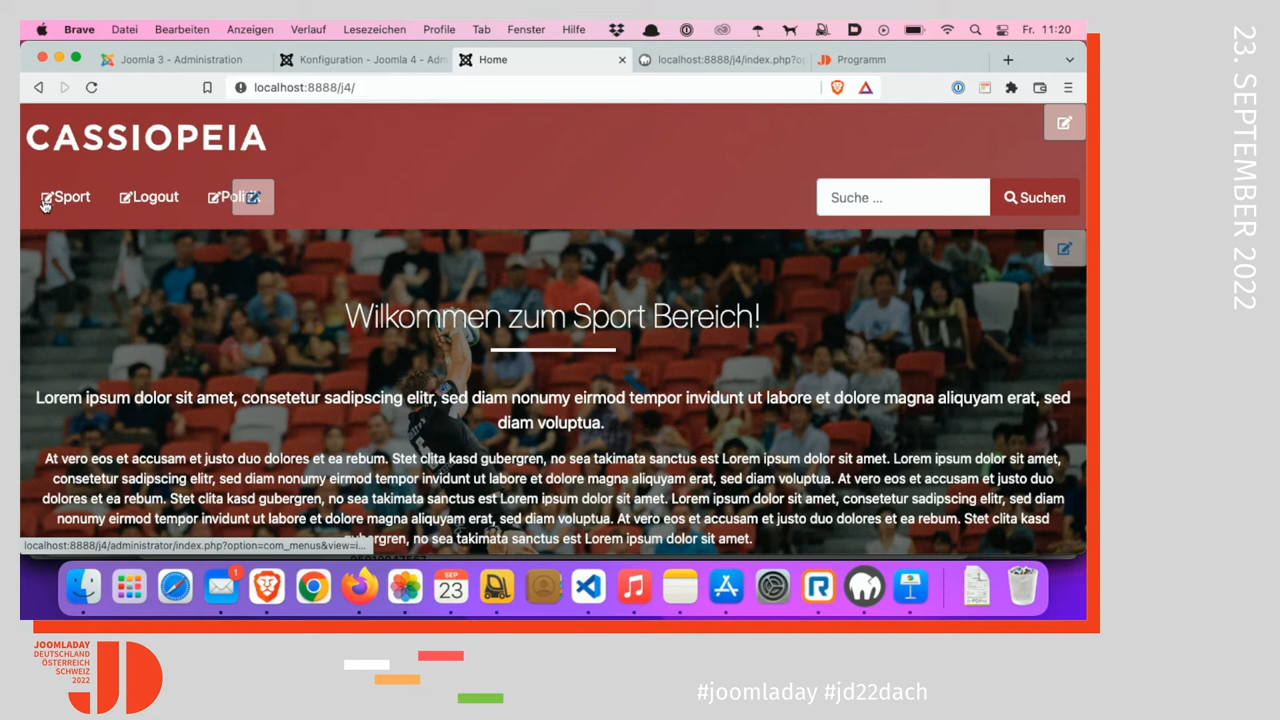 Brave Datei Bearbeiten Anzeigen Verlauf Lesezeichen Profile Tab Fenster Hilfe Fr. 11:20
Joomla 3 - Administration Konfiguration - Joomla 4 - Adm Home localhost:8888/j4/index.php?o Programm
localhost:8888/j4/
CASSIOPEIA
Sport Logout Suche ... Suchen
Wilkommen zum Sport Bereich!
Lorem ipsum dolor sit amet, consetetur sadipscing elitr, sed diam nonumy eirmod tempor invidunt ut labore et dolore magna aliquyam erat, sed
diam voluptua.
At vero eos et accusam et justo duo dolores et ea rebum. Stet clita kasd gubergren, no sea takimata sanctus est Lorem ipsum dolor sit amet. Lorem ipsum dolor sit amet,
consetetur sadipscing elitr, sed diam nonumy eirmod tempor invidunt ut labore et dolore magna aliquyam erat, sed diam voluptua. At vero eos et accusam et justo duo
dolores et ea rebum. Stet clita kasd gubergren, no sea takimata sanctus est Lorem ipsum dolor sit amet. Lorem ipsum dolor sit amet, consetetur sadipscing elitr, sed diam
nonumy eirmod tempor invidunt ut labore et dolore magna aliquyam erat, sed diam voluptua. At vero eos et accusam et justo duo dolores et ea rebum. Stet clita kasd
gubergren, no sea takimata sanctus est Lorem ipsum dolor sit amet.
localhost:8888/j4/administrator/index.php?option=com_menus&view=i...
1
SEP
23
23. SEPTEMBER 2022
JOOMLADAY
DEUTSCHLAND
ÖSTERREICH
SCHWEIZ
2022
JD
#joomladay #jd22dach